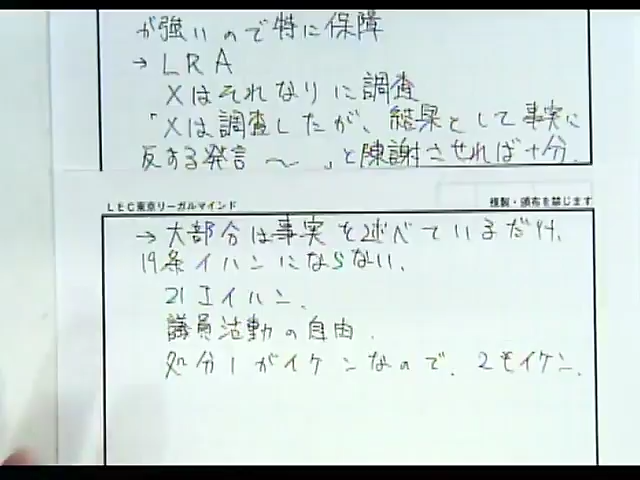 が強いので特に保障
→ LRA
Xはそれなりに調査
「Xは調査したが、結果として事実に
反する発言 〜 」と陳謝させれば十分.
LEC東京リーガルマインド
複製・頒布を禁じます
→ 大部分は事実を述べているだけ.
19条イハンにならない.
21Ⅰイハン.
議員活動の自由.
処分1がイケンなので、2もイケン.